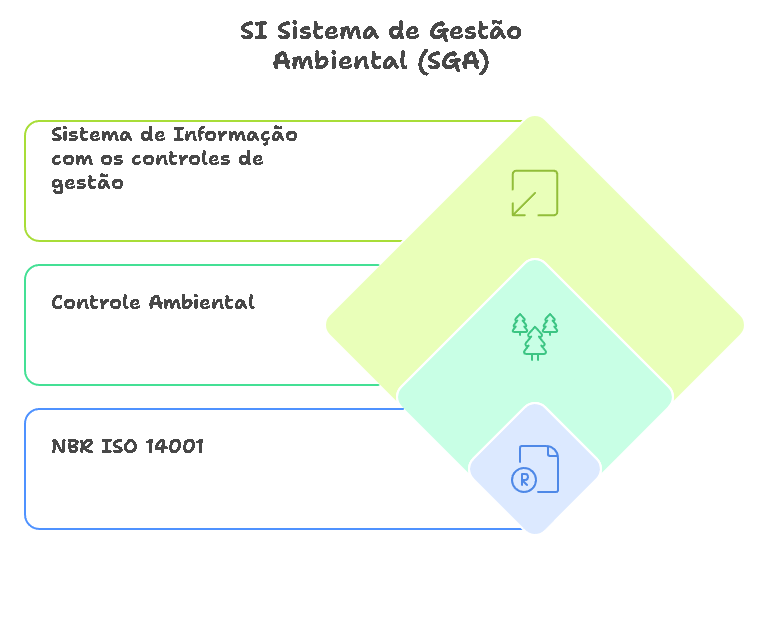 SI Sistema de Gestão
Ambiental (SGA)
Sistema de Informação
com os controles de
gestão
Controle Ambiental
NBR ISO 14001
R